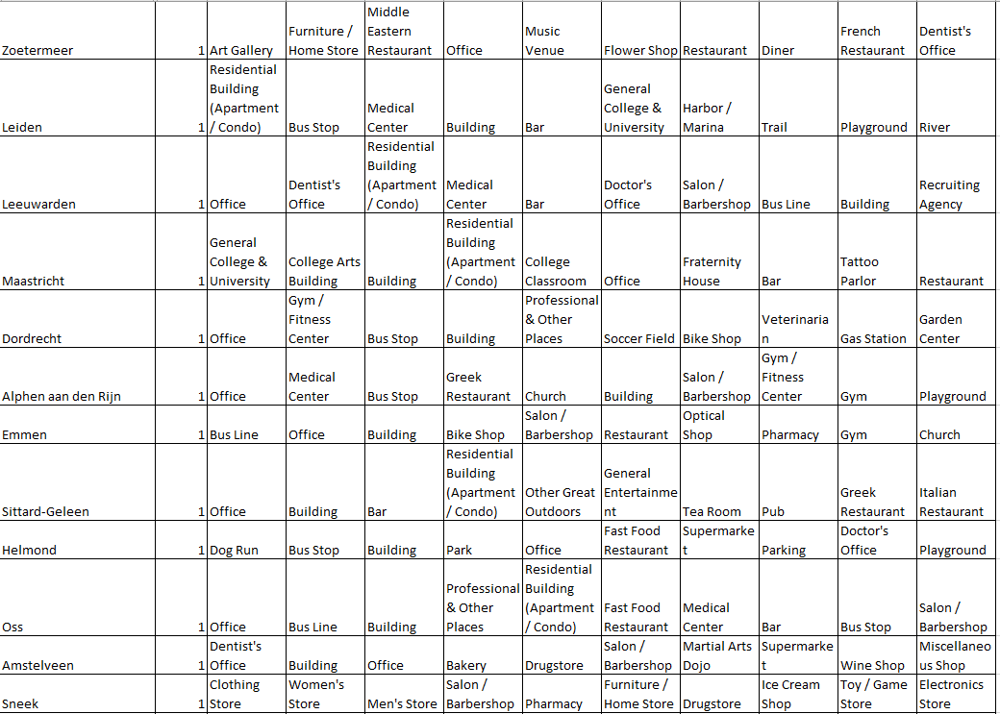 Zoetermeer
1
Art Gallery
Furniture /
Home Store
Middle
Eastern
Restaurant
Office
Music
Venue
Flower Shop
Restaurant
Diner
French
Restaurant
Dentist's
Office
Leiden
1
Residential
Building
(Apartment
/ Condo)
Bus Stop
Medical
Center
Building
Bar
General
College &
University
Harbor /
Marina
Trail
Playground
River
Leeuwarden
1
Office
Dentist's
Office
Residential
Building
(Apartment
/ Condo)
Medical
Center
Bar
Doctor's
Office
Salon /
Barbershop
Bus Line
Building
Recruiting
Agency
Maastricht
1
General
College &
University
College Arts
Building
Building
Residential
Building
(Apartment
/ Condo)
College
Classroom
Office
Fraternity
House
Bar
Tattoo
Parlor
Restaurant
Dordrecht
1
Office
Gym /
Fitness
Center
Bus Stop
Building
Professional
& Other
Places
Soccer Field
Bike Shop
Veterinaria
n
Gas Station
Garden
Center
Alphen aan den Rijn
1
Office
Medical
Center
Bus Stop
Greek
Restaurant
Church
Building
Salon /
Barbershop
Gym /
Fitness
Center
Gym
Playground
Emmen
1
Bus Line
Office
Building
Bike Shop
Salon /
Barbershop
Restaurant
Optical
Shop
Pharmacy
Gym
Church
Sittard-Geleen
1
Office
Building
Bar
Residential
Building
(Apartment
/ Condo)
Other Great
Outdoors
General
Entertainme
nt
Tea Room
Pub
Greek
Restaurant
Italian
Restaurant
Helmond
1
Dog Run
Bus Stop
Building
Park
Office
Fast Food
Restaurant
Supermarke
t
Parking
Doctor's
Office
Playground
Oss
1
Office
Bus Line
Building
Professional
& Other
Places
Residential
Building
(Apartment
/ Condo)
Fast Food
Restaurant
Medical
Center
Bar
Bus Stop
Salon /
Barbershop
Amstelveen
1
Dentist's
Office
Building
Office
Bakery
Drugstore
Salon /
Barbershop
Martial Arts
Dojo
Supermarke
t
Wine Shop
Miscellaneo
us Shop
Sneek
1
Clothing
Store
Women's
Store
Men's Store
Salon /
Barbershop
Pharmacy
Furniture /
Home Store
Drugstore
Ice Cream
Shop
Toy / Game
Store
Electronics
Store